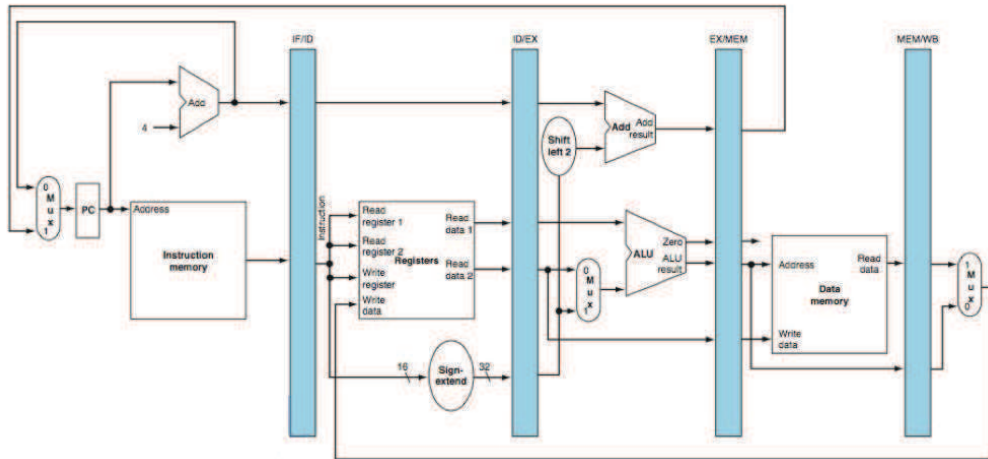 IF/ID
ID/EX
EX/MEM
MEM/WB
Add
4
Add
Add
result
Shift
left 2
0
M
u
x
1
PC
Address
Instruction
memory
Instruction
Read
register 1
Read
register 2
Write
register
Write
data
Registers
Read
data 1
Read
data 2
0
M
u
x
1
Zero
ALU
ALU
result
Address
Read
data
Data
memory
Write
data
1
M
u
x
0
16
Sign-
extend
32